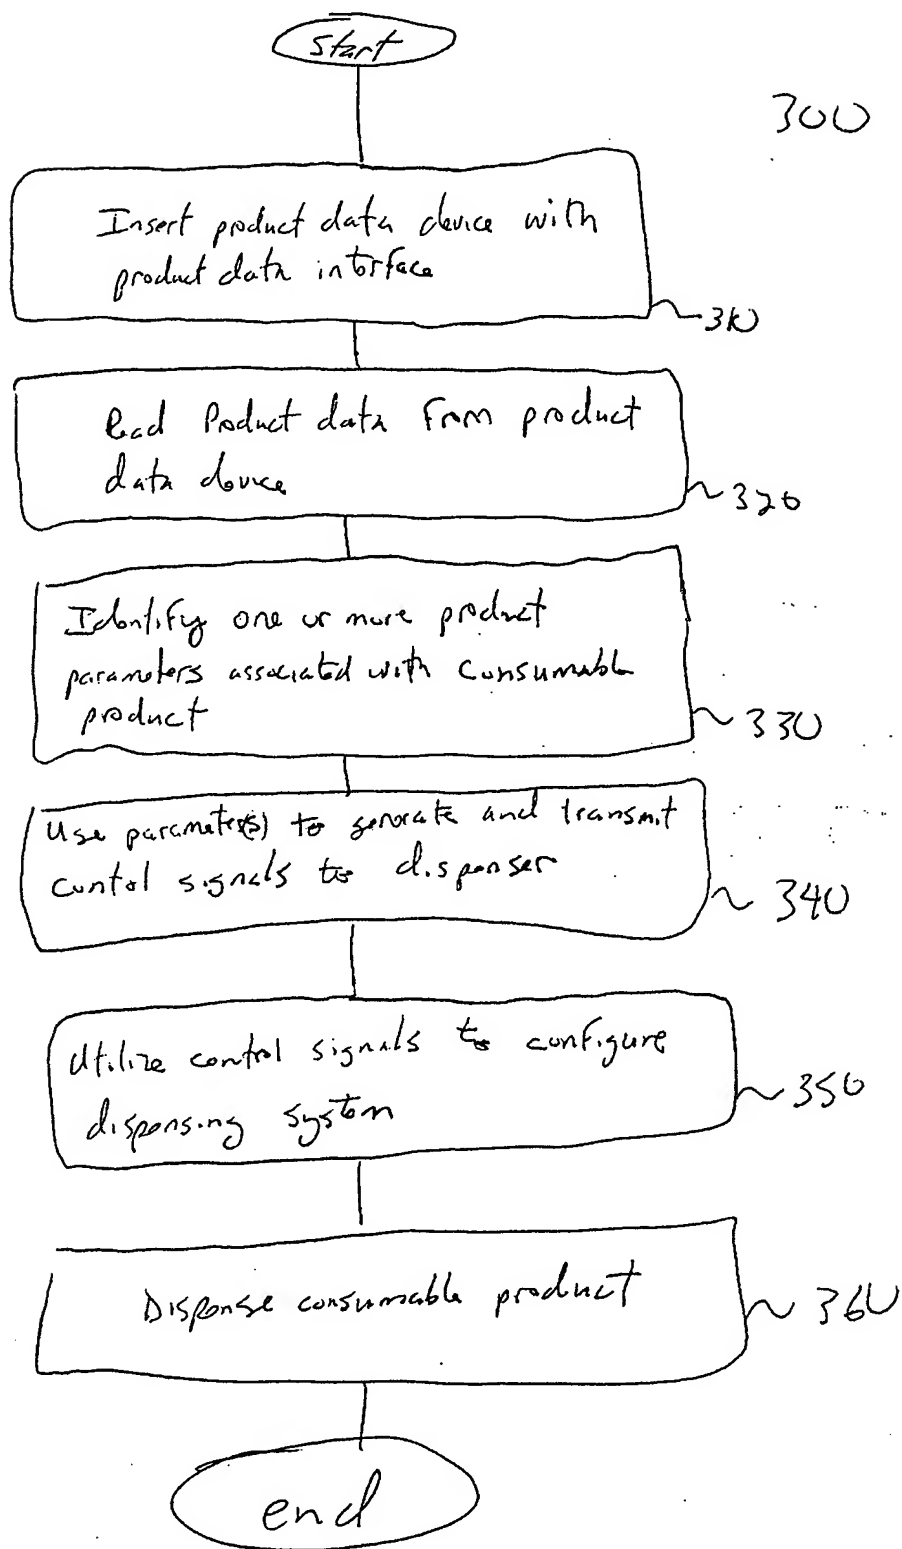 Start
300
Insert product data device with
product data interface
310
Read Product data from product
data device
320
Identify one or more product
parameters associated with consumable
product
330
Use parameter(s) to generate and transmit
control signals to dispenser
340
Utilize control signals to configure
dispensing system
350
Dispense consumable product
360
end